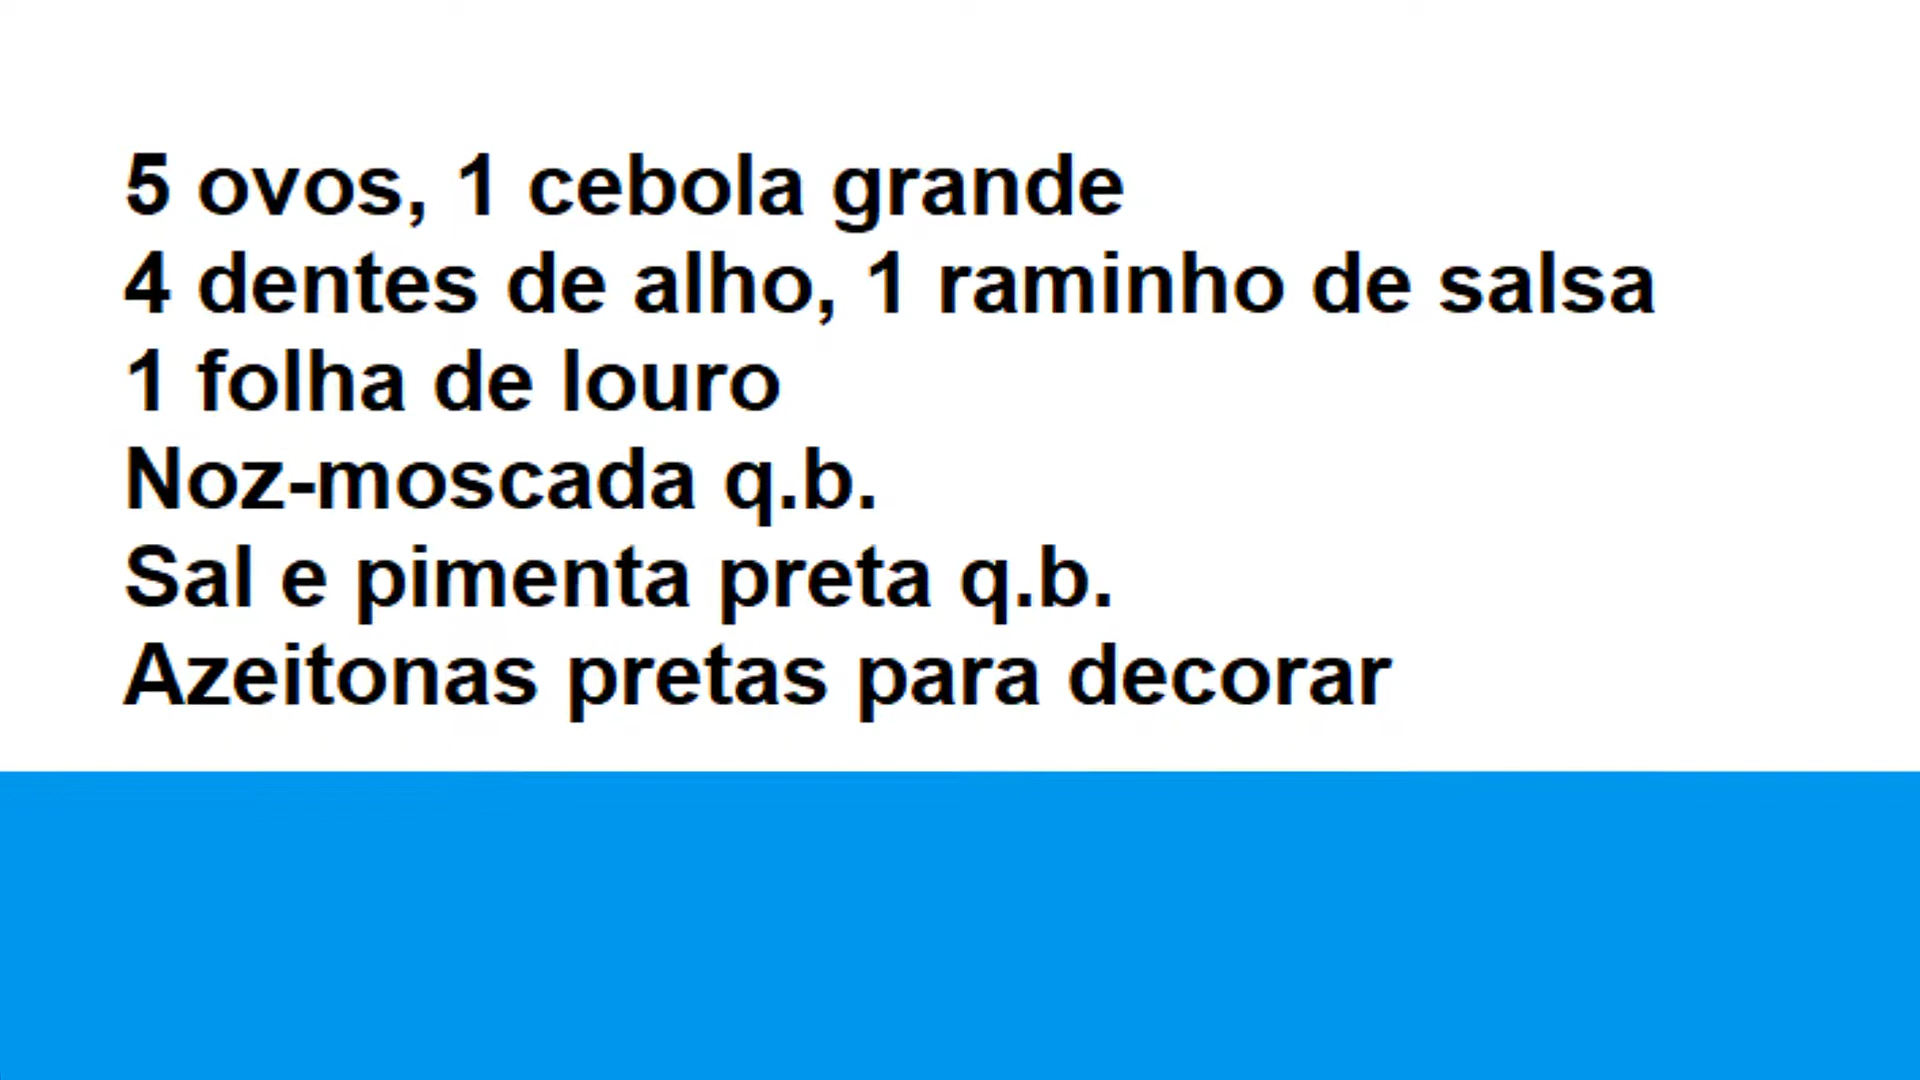 5 ovos, 1 cebola grande
4 dentes de alho, 1 raminho de salsa
1 folha de louro
Noz-moscada q.b.
Sal e pimenta preta q.b.
Azeitonas pretas para decorar